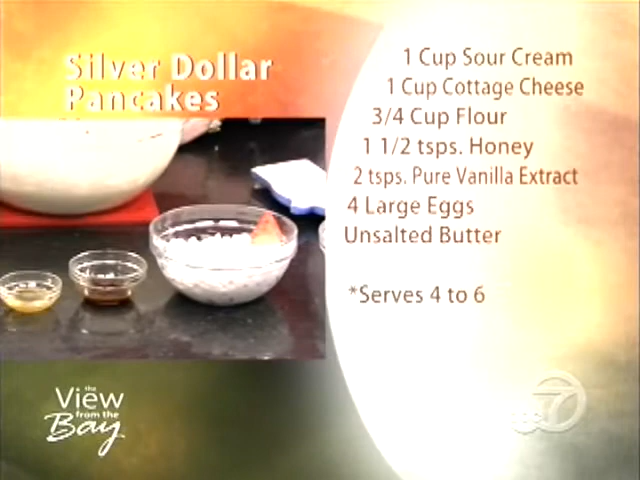 Silver Dollar
Pancakes
1 Cup Sour Cream
1 Cup Cottage Cheese
3/4 Cup Flour
1 1/2 tsps. Honey
2 tsps. Pure Vanilla Extract
4 Large Eggs
Unsalted Butter
*Serves 4 to 6
the
View
from the
Bay
abc 7